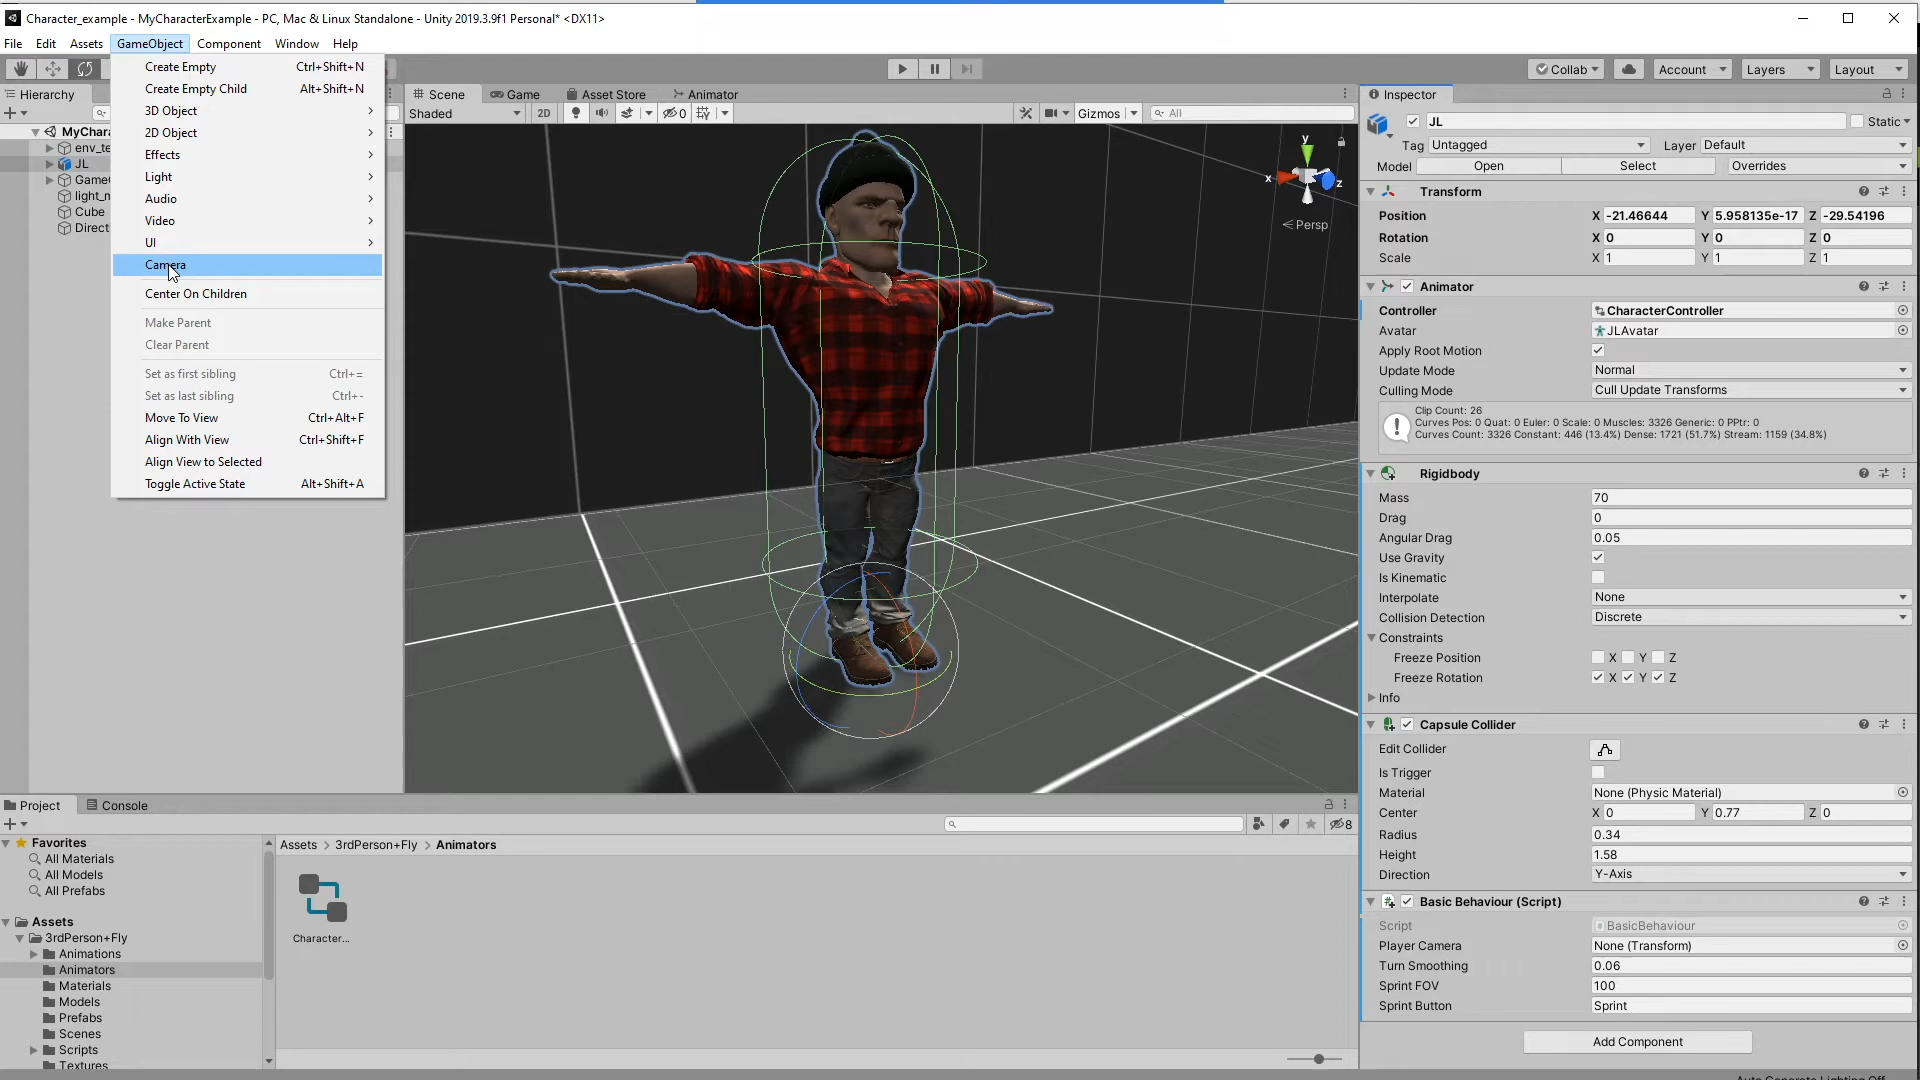 Character_example - MyCharacterExample - PC, Mac & Linux Standalone - Unity 2019.3.9f1 Personal* <DX11>
File Edit Assets GameObject Component Window Help
Collab Account Layers Layout
Create Empty Ctrl+Shift+N
Create Empty Child Alt+Shift+N
3D Object
2D Object
Effects
Light
Audio
Video
UI
Camera
Center On Children
Make Parent
Clear Parent
Set as first sibling Ctrl+=
Set as last sibling Ctrl+-
Move To View Ctrl+Alt+F
Align With View Ctrl+Shift+F
Align View to Selected
Toggle Active State Alt+Shift+A
Hierarchy
MyChar
env_te
JL
Game
light_m
Cube
Direct
Scene Game Asset Store Animator
Shaded 2D 0 Gizmos All
y
x z
Persp
Inspector
JL Static
Tag Untagged Layer Default
Model Open Select Overrides
Transform
Position X -21.46644 Y 5.958135e-17 Z -29.54196
Rotation X 0 Y 0 Z 0
Scale X 1 Y 1 Z 1
Animator
Controller CharacterController
Avatar JLAvatar
Apply Root Motion
Update Mode Normal
Culling Mode Cull Update Transforms
Clip Count: 26
Curves Pos: 0 Quat: 0 Euler: 0 Scale: 0 Muscles: 3326 Generic: 0 PPtr: 0
Curves Count: 3326 Constant: 446 (13.4%) Dense: 1721 (51.7%) Stream: 1159 (34.8%)
Rigidbody
Mass 70
Drag 0
Angular Drag 0.05
Use Gravity
Is Kinematic
Interpolate None
Collision Detection Discrete
Constraints
Freeze Position X Y Z
Freeze Rotation X Y Z
Info
Capsule Collider
Edit Collider
Is Trigger
Material None (Physic Material)
Center X 0 Y 0.77 Z 0
Radius 0.34
Height 1.58
Direction Y-Axis
Basic Behaviour (Script)
Script BasicBehaviour
Player Camera None (Transform)
Turn Smoothing 0.06
Sprint FOV 100
Sprint Button Sprint
Add Component
Project Console
8
Favorites
All Materials
All Models
All Prefabs
Assets
3rdPerson+Fly
Animations
Animators
Materials
Models
Prefabs
Scenes
Scripts
Textures
Assets > 3rdPerson+Fly > Animators
Character...
Auto Generate Lighting Off